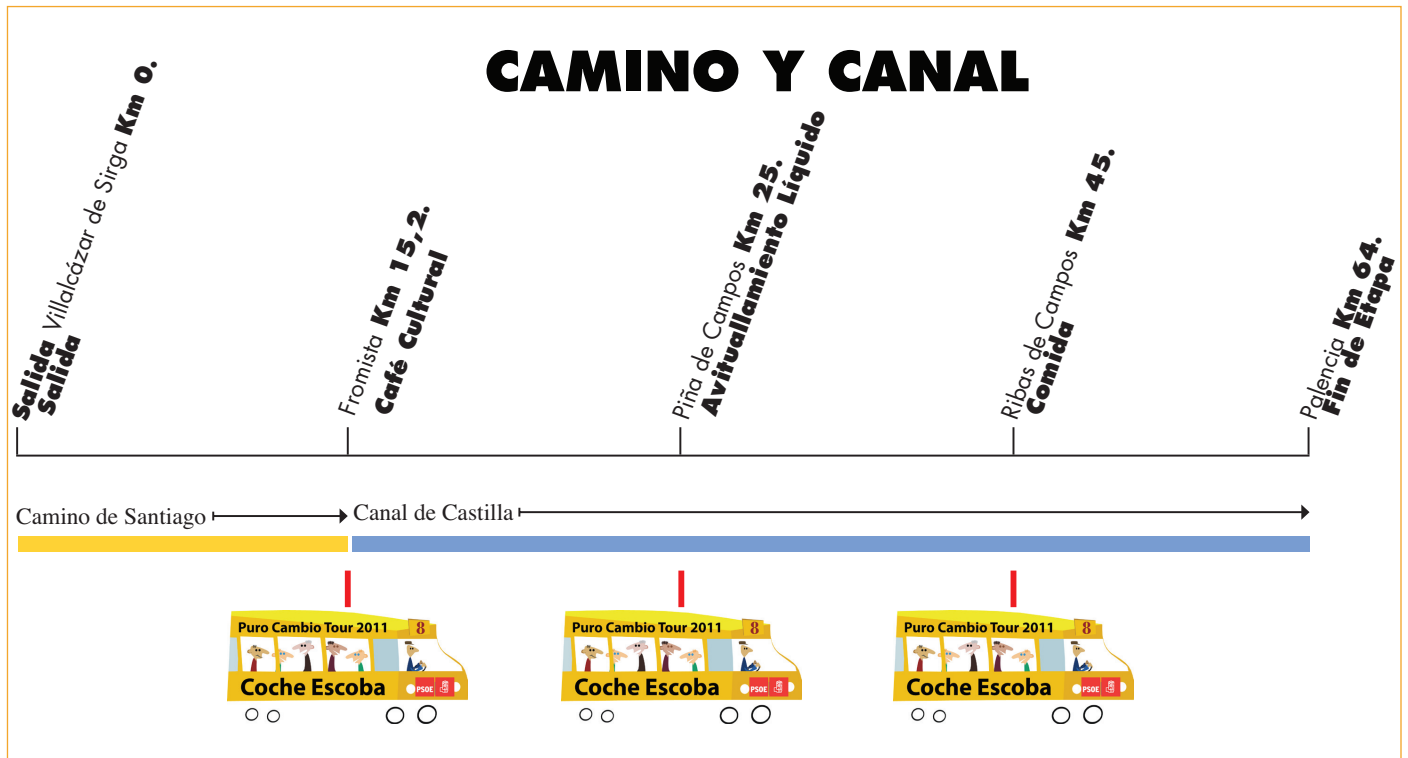 CAMINO Y CANAL
Salida Villalcázar de Sirga Km 0.
Salida
Fromista Km 15,2.
Café Cultural
Piña de Campos Km 25.
Avituallamiento Líquido
Ribas de Campos Km 45.
Comida
Palencia Km 64.
Fin de Etapa
Camino de Santiago
Canal de Castilla
Puro Cambio Tour 2011 8
Coche Escoba PSOE
Puro Cambio Tour 2011 8
Coche Escoba PSOE
Puro Cambio Tour 2011 8
Coche Escoba PSOE